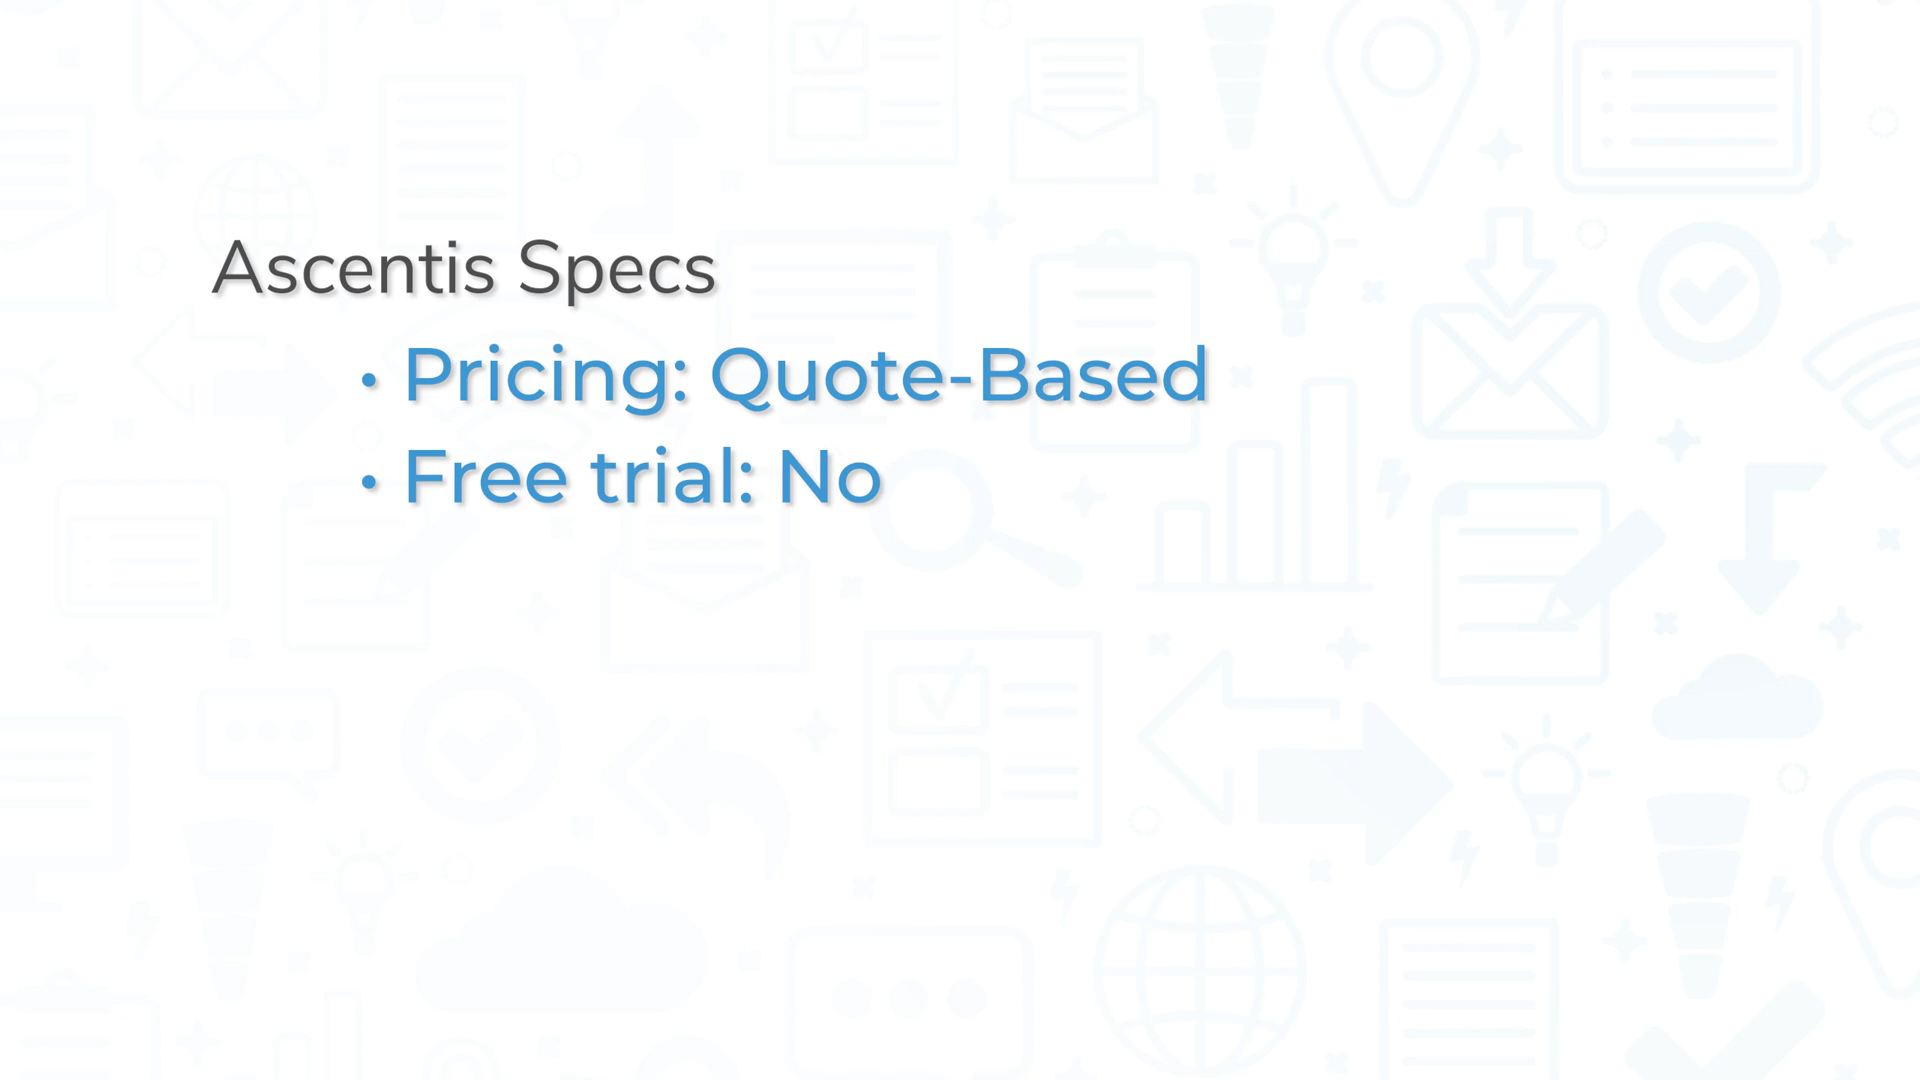 Ascentis Specs
• Pricing: Quote-Based
• Free trial: No